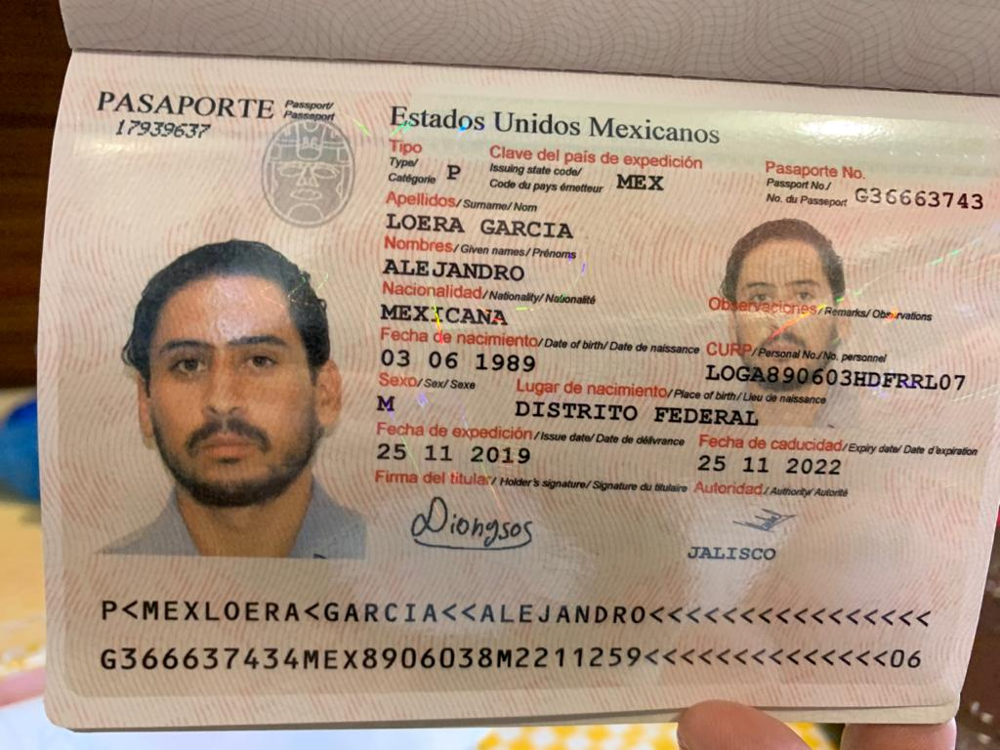 PASAPORTE Passport/ Passeport
17939637
Estados Unidos Mexicanos
Tipo
Type/
Catégorie P
Clave del país de expedición
Issuing state code/
Code du pays émetteur MEX
Pasaporte No.
Passport No./
No. du Passeport G36663743
Apellidos/Surname/Nom
LOERA GARCIA
Nombres/Given names/Prénoms
ALEJANDRO
Nacionalidad/Nationality/Nationalité
MEXICANA
Observaciones/Remarks/Observations
Fecha de nacimiento/Date of birth/Date de naissance
03 06 1989
CURP/Personal No./No. personnel
LOGA890603HDFRRL07
Sexo/Sex/Sexe
M
Lugar de nacimiento/Place of birth/Lieu de naissance
DISTRITO FEDERAL
Fecha de expedición/Issue date/Date de délivrance
25 11 2019
Fecha de caducidad/Expiry date/Date d'expiration
25 11 2022
Firma del titular/Holder's signature/Signature du titulaire
Dionysos
Autoridad/Authority/Autorité
JALISCO
P<MEXLOERA<GARCIA<<ALEJANDRO<<<<<<<<<<<<<<<<
G366637434MEX8906038M2211259<<<<<<<<<<<<<<06